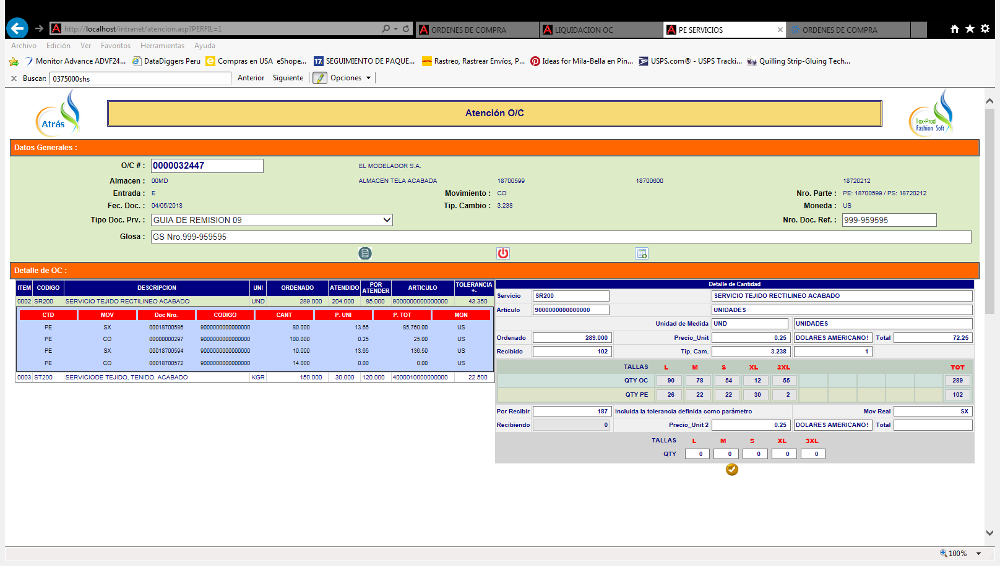 http://localhost/intranet/atencion.asp?PERFIL=1
ORDENES DE COMPRA
LIQUIDACION OC
PE SERVICIOS
ORDENES DE COMPRA
Archivo Edición Ver Favoritos Herramientas Ayuda
Monitor Advance ADVF24... DataDiggers Peru Compras en USA eShope... SEGUIMIENTO DE PAQUE... Rastreo, Rastrear Envíos, P... Ideas for Mila-Bella en Pin... USPS.com® - USPS Tracki... Quilling Strip-Gluing Tech...
x Buscar: 0375000shs Anterior Siguiente Opciones
Atrás
Atención O/C
Tex-Prod
Fashion Soft
Datos Generales :
O/C # : 0000032447 EL MODELADOR S.A.
Almacen : 00MD ALMACEN TELA ACABADA 18700599 18700600 18720212
Entrada : E Movimiento : CO Nro. Parte : PE: 18700599 / PS: 18720212
Fec. Doc. : 04/05/2018 Tip. Cambio : 3.238 Moneda : US
Tipo Doc. Prv. : GUIA DE REMISION 09 Nro. Doc. Ref. : 999-959595
Glosa : GS Nro.999-959595
Detalle de OC :
ITEM CODIGO DESCRIPCION UNI ORDENADO ATENDIDO POR ATENDER ARTICULO TOLERANCIA +-
0002 SR200 SERVICIO TEJIDO RECTILINEO ACABADO UND 289.000 204.000 85.000 9000000000000000 43.350
CTD MOV Doc Nro. CODIGO CANT P. UNI P. TOT MON
PE SX 00018700586 9000000000000000 80.000 13.65 85,760.00 US
PE CO 00000000297 9000000000000000 100.000 0.25 25.00 US
PE SX 00018700594 9000000000000000 10.000 13.65 136.50 US
PE CO 00018700572 9000000000000000 14.000 0.00 0.00 US
0003 ST200 SERVICIODE TEJIDO, TENIDO. ACABADO KGR 150.000 30.000 120.000 4000010000000000 22.500
Detalle de Cantidad
Servicio SR200 SERVICIO TEJIDO RECTILINEO ACABADO
Articulo 9000000000000000 UNIDADES
Unidad de Medida UND UNIDADES
Ordenado 289.000 Precio_Unit 0.25 DOLARES AMERICANOS Total 72.25
Recibido 102 Tip. Cam. 3.238 1
TALLAS L M S XL 3XL TOT
QTY OC 90 78 54 12 55 289
QTY PE 26 22 22 30 2 102
Por Recibir 187 Incluida la tolerancia definida como parámetro Mov Real SX
Recibiendo 0 Precio_Unit 2 0.25 DOLARES AMERICANOS Total
TALLAS L M S XL 3XL
QTY 0 0 0 0 0
100%